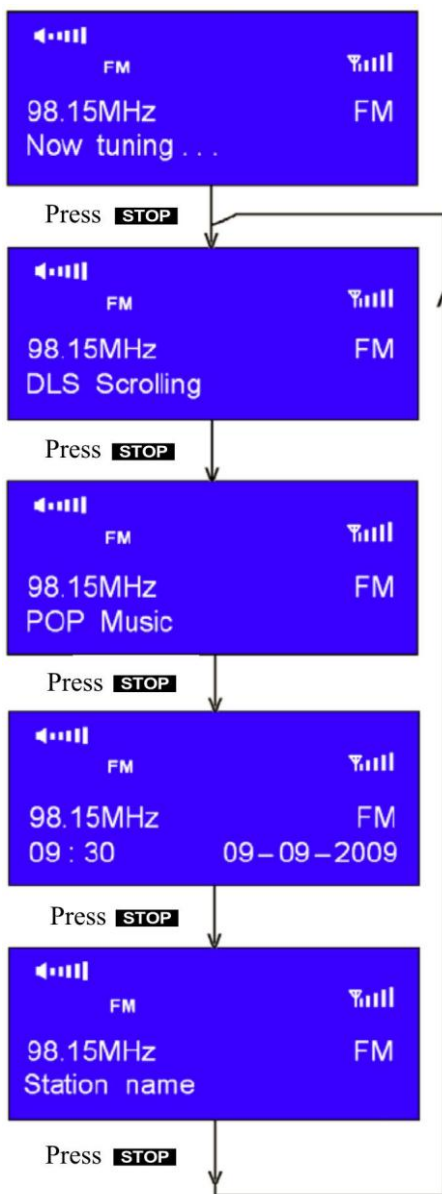 FM
98.15MHz FM
Now tuning . . .
Press STOP
FM
98.15MHz FM
DLS Scrolling
Press STOP
FM
98.15MHz FM
POP Music
Press STOP
FM
98.15MHz FM
09 : 30 09–09–2009
Press STOP
FM
98.15MHz FM
Station name
Press STOP